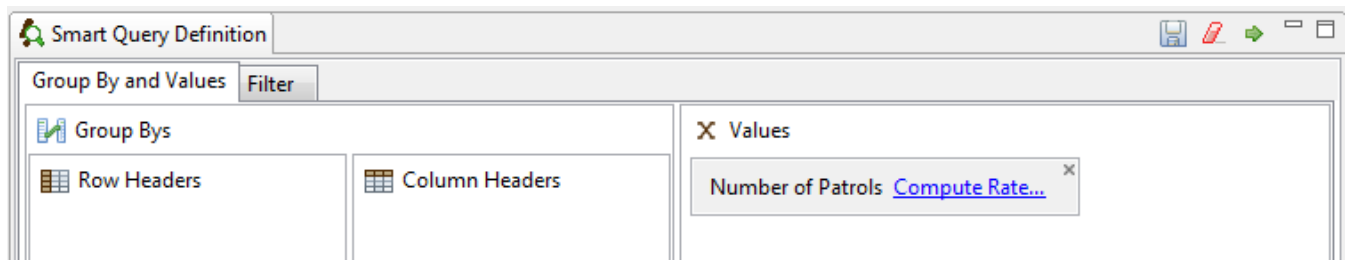 Smart Query Definition
Group By and Values Filter
Group Bys
Values
Row Headers
Column Headers
Number of Patrols Compute Rate...